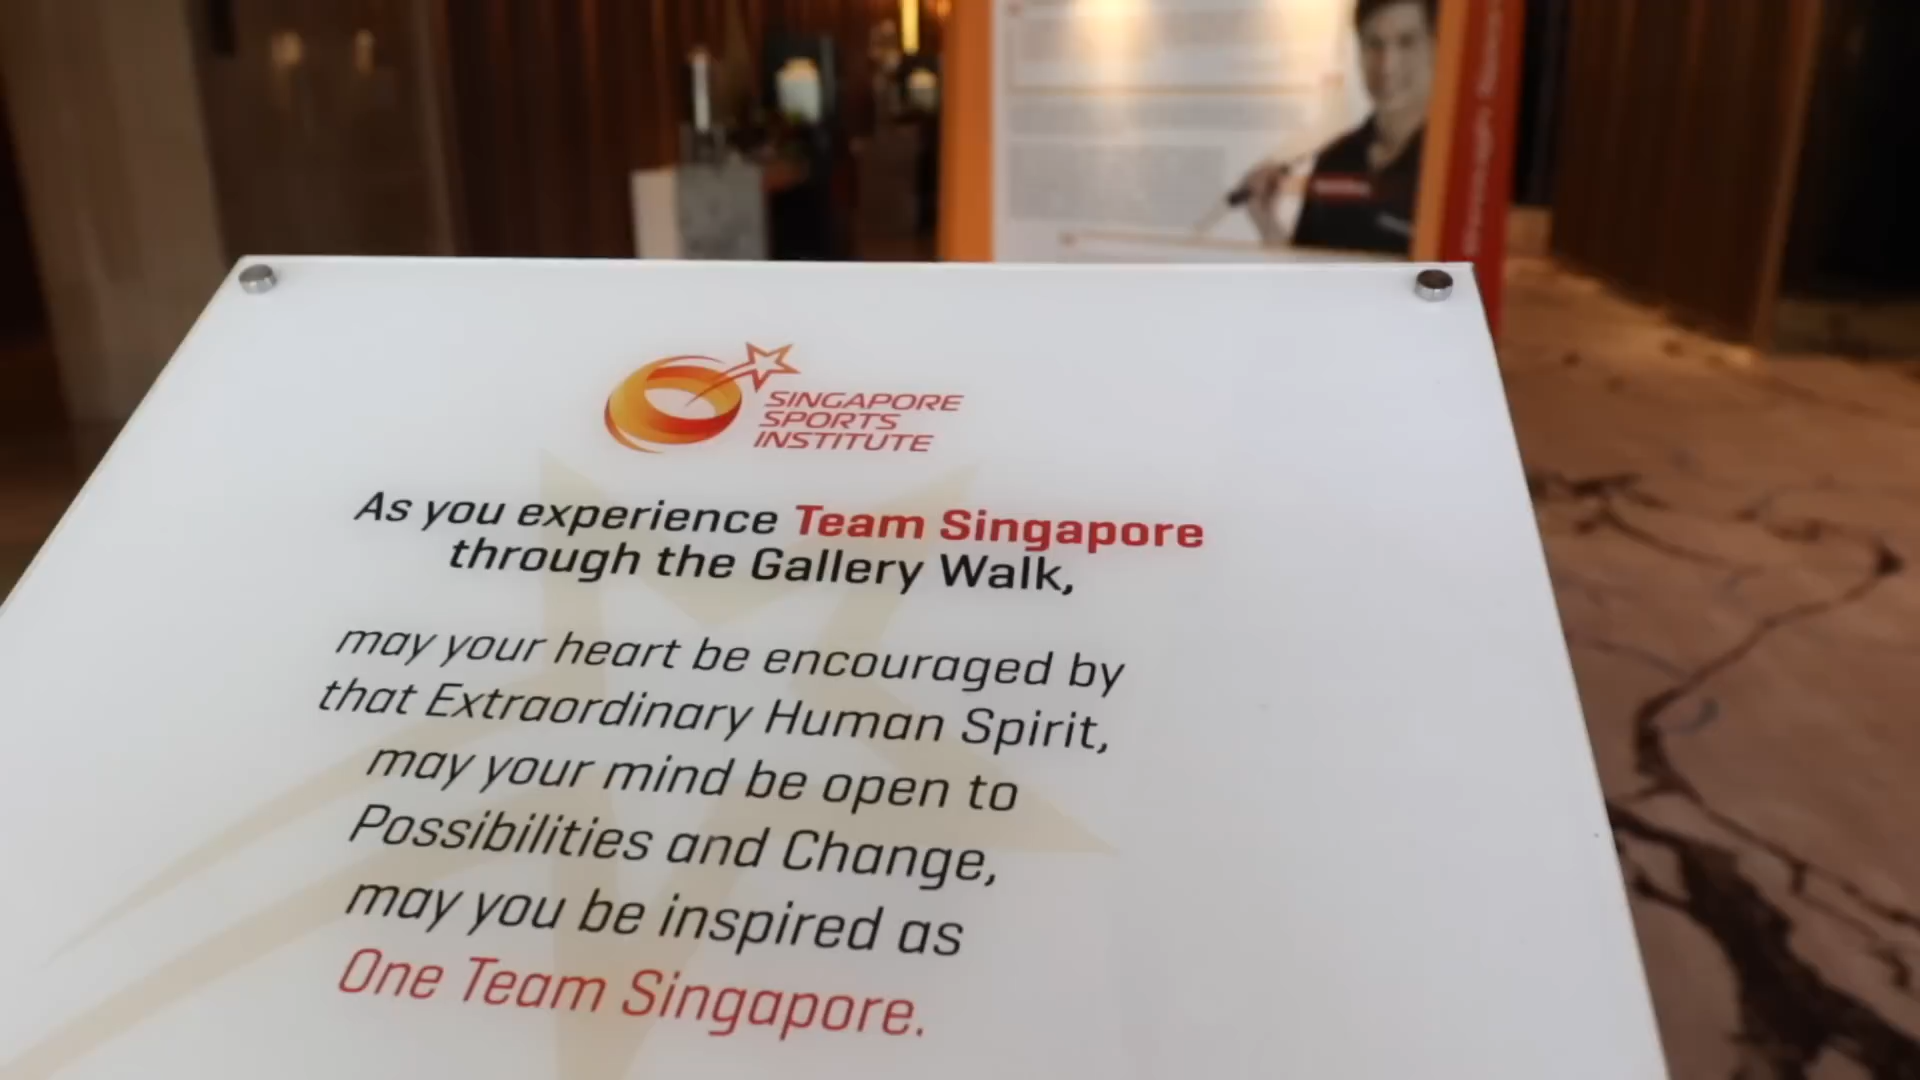 SINGAPORE
SPORTS
INSTITUTE
As you experience Team Singapore
through the Gallery Walk,
may your heart be encouraged by
that Extraordinary Human Spirit,
may your mind be open to
Possibilities and Change,
may you be inspired as
One Team Singapore.